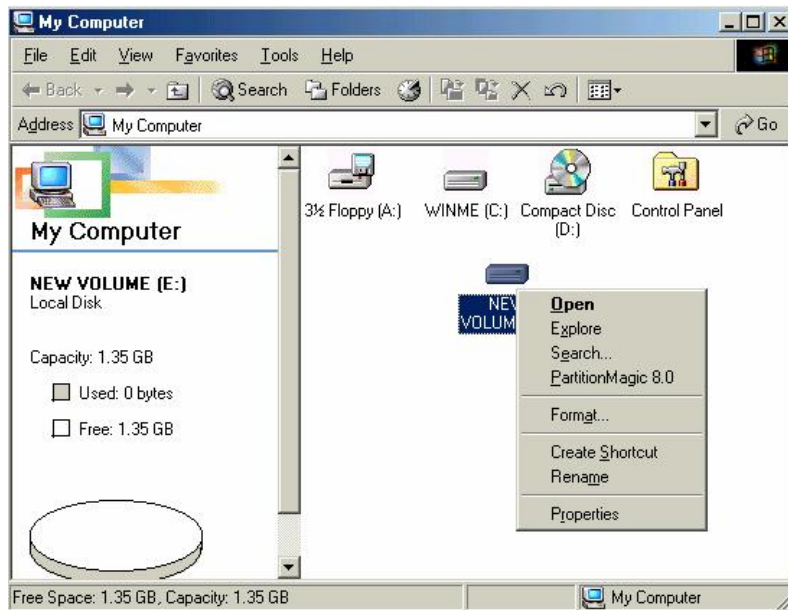 My Computer
File Edit View Favorites Tools Help
Back Search Folders
Address My Computer Go
My Computer
NEW VOLUME (E:)
Local Disk
Capacity: 1.35 GB
Used: 0 bytes
Free: 1.35 GB
3½ Floppy (A:) WINME (C:) Compact Disc Control Panel
(D:)
NEW
VOLUM
Open
Explore
Search...
PartitionMagic 8.0
Format...
Create Shortcut
Rename
Properties
Free Space: 1.35 GB, Capacity: 1.35 GB My Computer